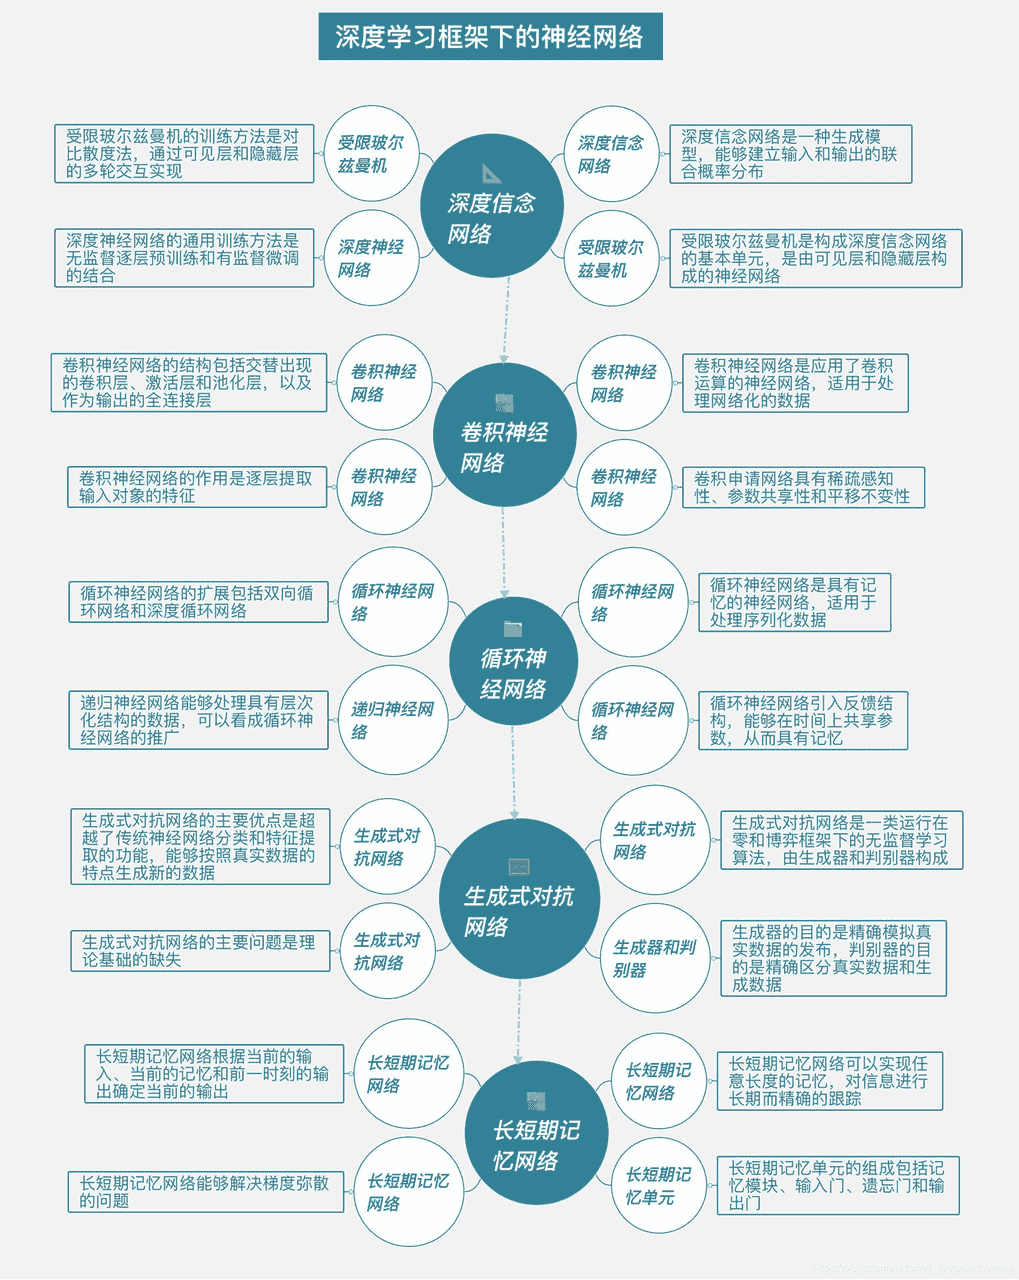 深度学习框架下的神经网络
受限玻尔兹曼机的训练方法是对
比散度法，通过可见层和隐藏层
的多轮交互实现
受限玻尔
兹曼机
深度信念
网络
深度信念网络是一种生成模
型，能够建立输入和输出的联
合概率分布
深度信念
网络
深度神经网络的通用训练方法是
无监督逐层预训练和有监督微调
的结合
深度神经
网络
受限玻尔
兹曼机
受限玻尔兹曼机是构成深度信念网络
的基本单元，是由可见层和隐藏层构
成的神经网络
卷积神经网络的结构包括交替出现
的卷积层、激活层和池化层，以及
作为输出的全连接层
卷积神经
网络
卷积神经
网络
卷积神经网络是应用了卷积
运算的神经网络，适用于处
理网络化的数据
卷积神经
网络
卷积神经网络的作用是逐层提取
输入对象的特征
卷积神经
网络
卷积神经
网络
卷积申请网络具有稀疏感知
性、参数共享性和平移不变性
循环神经网络的扩展包括双向循
环网络和深度循环网络
循环神经网
络
循环神经网
络
循环神经网络是具有记
忆的神经网络，适用于
处理序列化数据
循环神
经网络
递归神经网络能够处理具有层次
化结构的数据，可以看成循环神
经网络的推广
递归神经网
络
循环神经网
络
循环神经网络引入反馈结
构，能够在时间上共享参
数，从而具有记忆
生成式对抗网络的主要优点是超
越了传统神经网络分类和特征提
取的功能，能够按照真实数据的
特点生成新的数据
生成式对
抗网络
生成式对抗
网络
生成式对抗网络是一类运行在
零和博弈框架下的无监督学习
算法，由生成器和判别器构成
生成式对抗
网络
生成式对抗网络的主要问题是理
论基础的缺失
生成式对
抗网络
生成器和判
别器
生成器的目的是精确模拟真
实数据的发布，判别器的目
的是精确区分真实数据和生
成数据
长短期记忆网络根据当前的输
入、当前的记忆和前一时刻的输
出确定当前的输出
长短期记忆
网络
长短期记
忆网络
长短期记忆网络可以实现任
意长度的记忆，对信息进行
长期而精确的跟踪
长短期记
忆网络
长短期记忆网络能够解决梯度弥散
的问题
长短期记忆
网络
长短期记
忆单元
长短期记忆单元的组成包括记
忆模块、输入门、遗忘门和输
出门